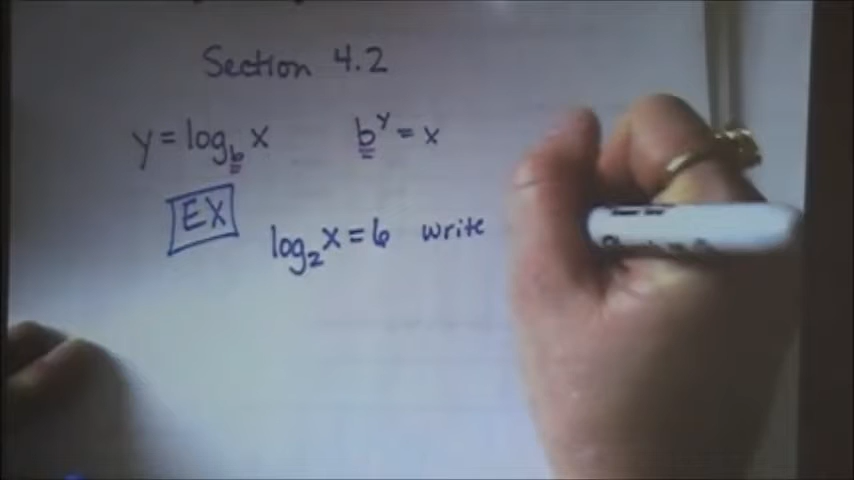 Section 4.2
y = log_b x    b^y = x
EX
log_2 x = 6 write